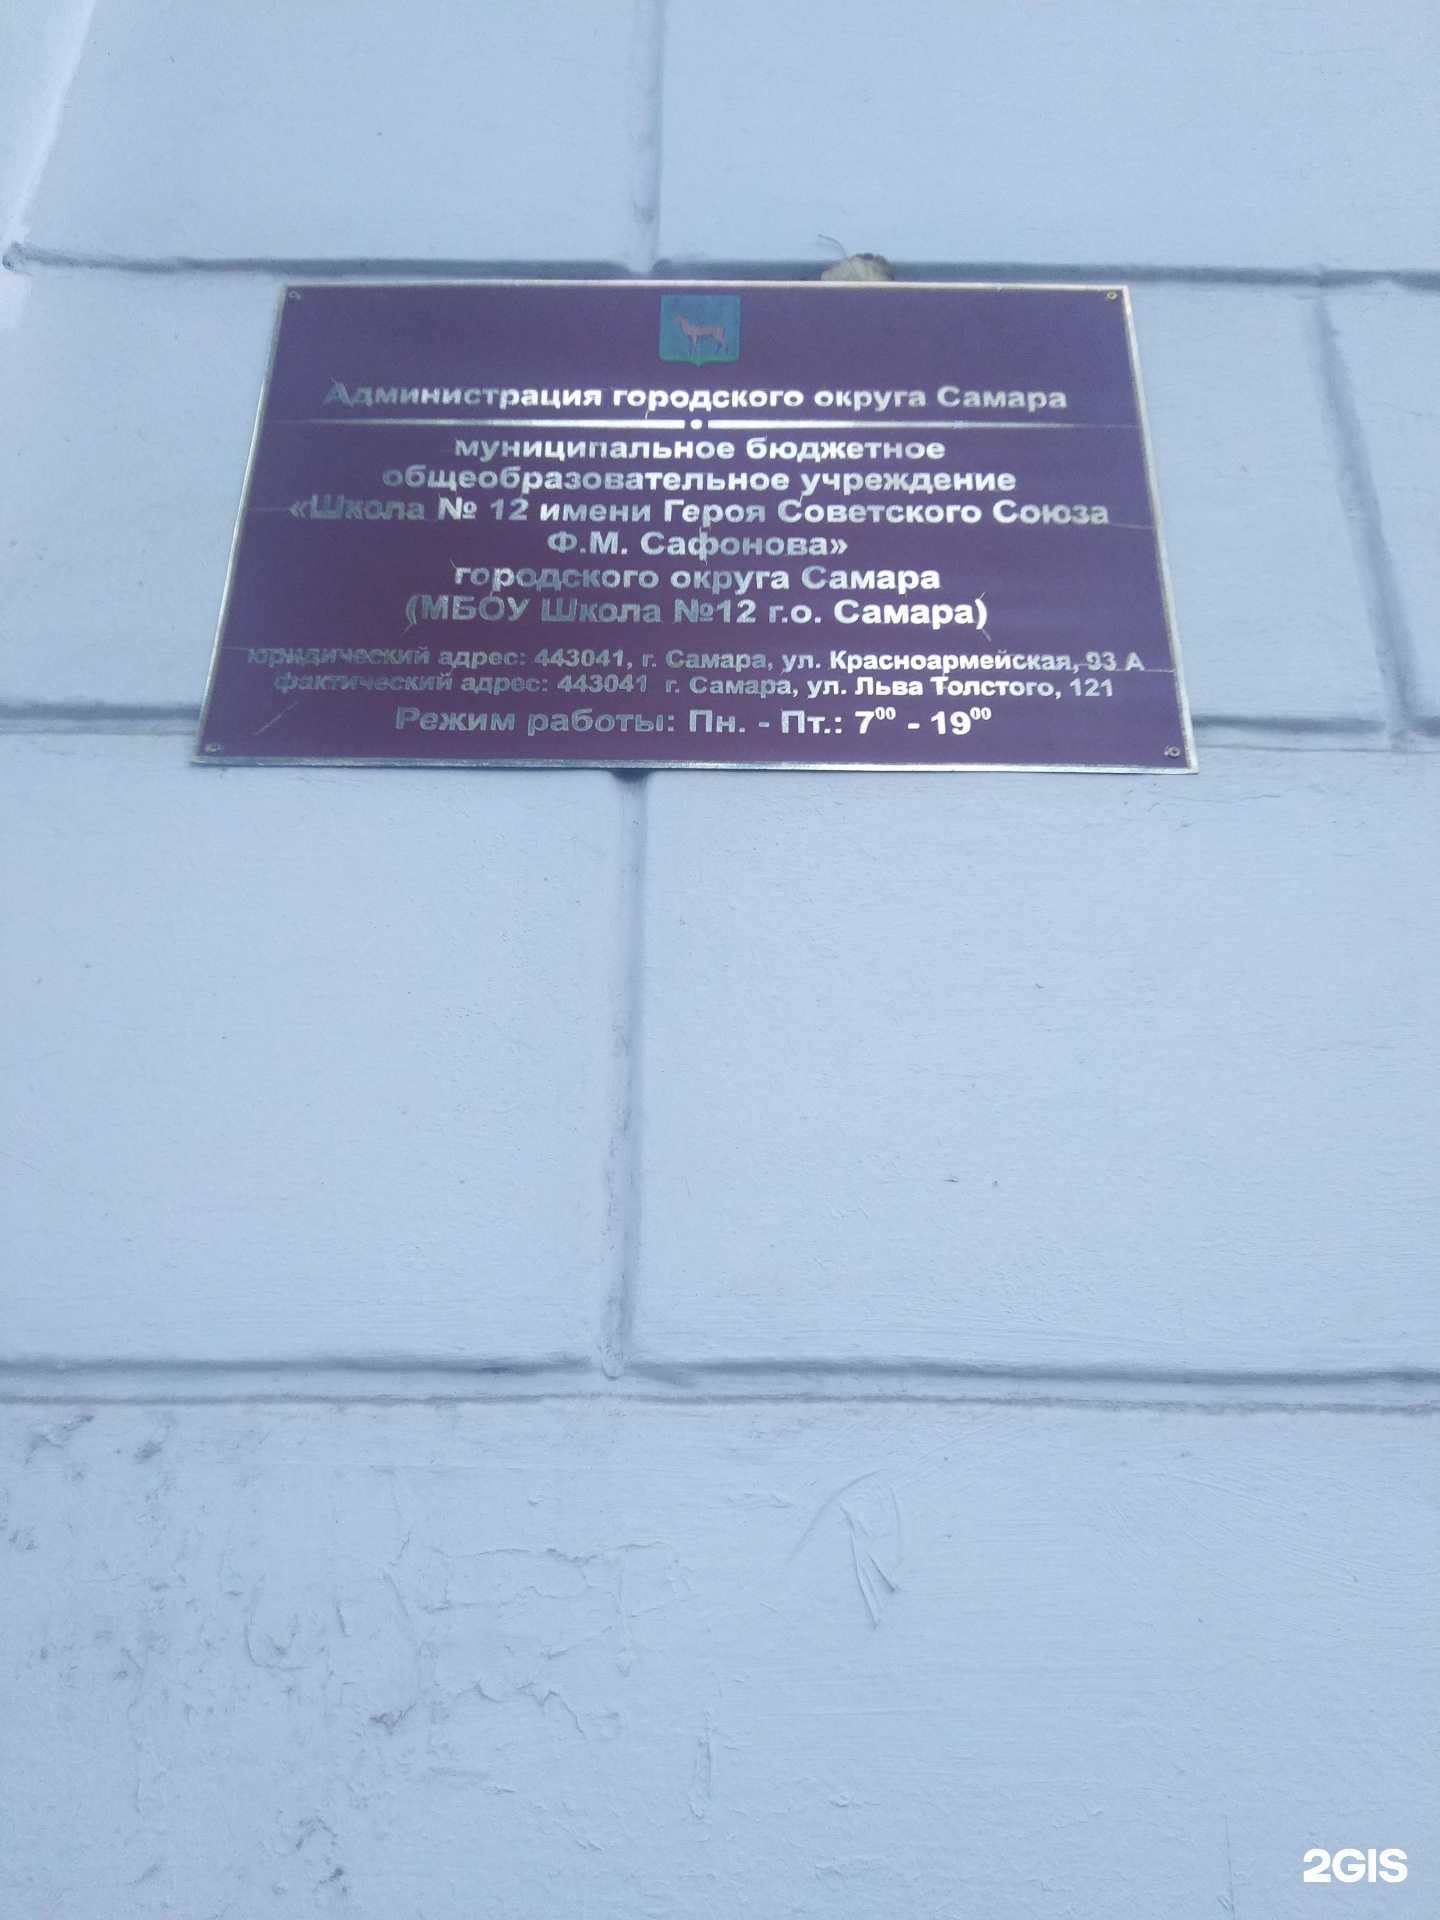 Администрация городского округа Самара
муниципальное бюджетное
общеобразовательное учреждение
«Школа № 12 имени Героя Советского Союза
Ф.М. Сафонова»
городского округа Самара
(МБОУ Школа №12 г.о. Самара)
юридический адрес: 443041, г. Самара, ул. Красноармейская, 93 А
фактический адрес: 443041 г. Самара, ул. Льва Толстого, 121
Режим работы: Пн. - Пт.: 7⁰⁰ - 19⁰⁰
2GIS